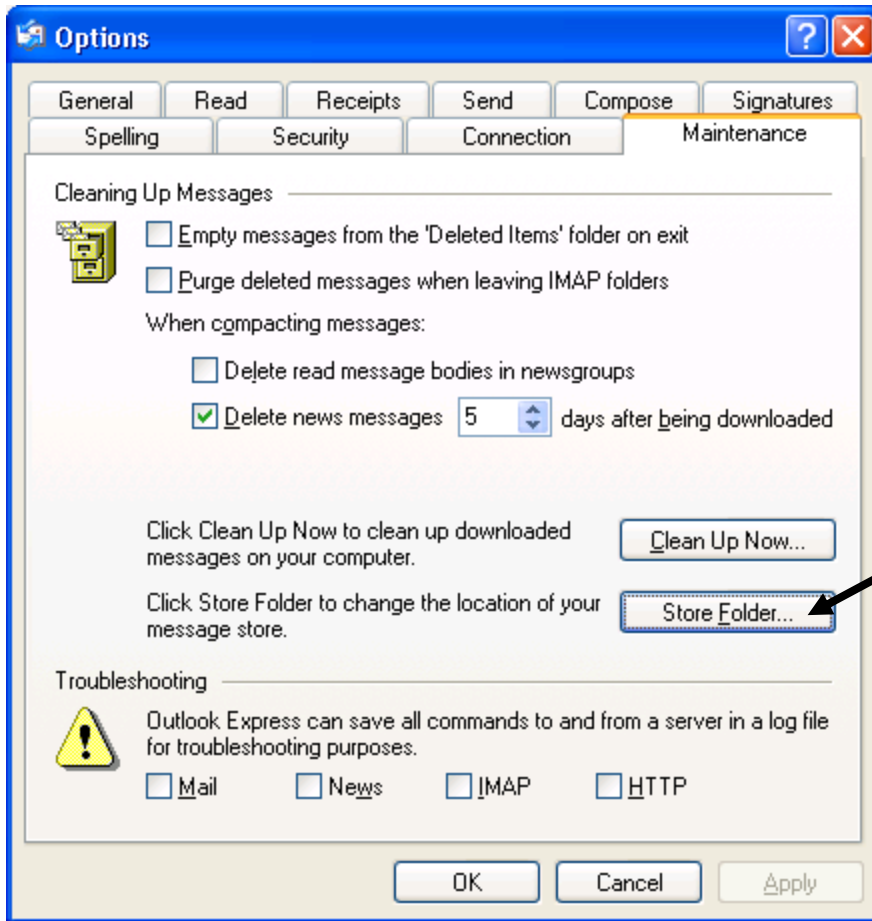 Options
General Read Receipts Send Compose Signatures
Spelling Security Connection Maintenance
Cleaning Up Messages
Empty messages from the 'Deleted Items' folder on exit
Purge deleted messages when leaving IMAP folders
When compacting messages:
Delete read message bodies in newsgroups
Delete news messages 5 days after being downloaded
Click Clean Up Now to clean up downloaded
messages on your computer.
Clean Up Now...
Click Store Folder to change the location of your
message store.
Store Folder...
Troubleshooting
Outlook Express can save all commands to and from a server in a log file
for troubleshooting purposes.
Mail News IMAP HTTP
OK Cancel Apply